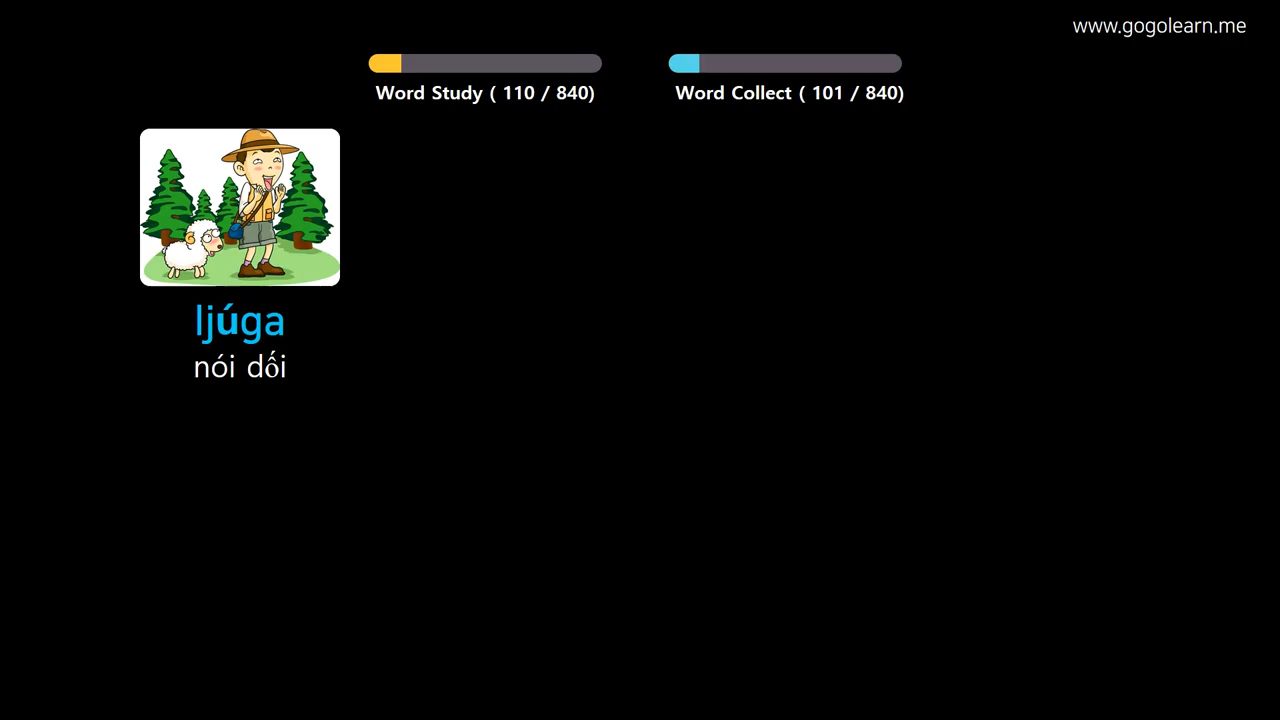 www.gogolearn.me
Word Study ( 110 / 840)
Word Collect ( 101 / 840)
ljúga
nói dối